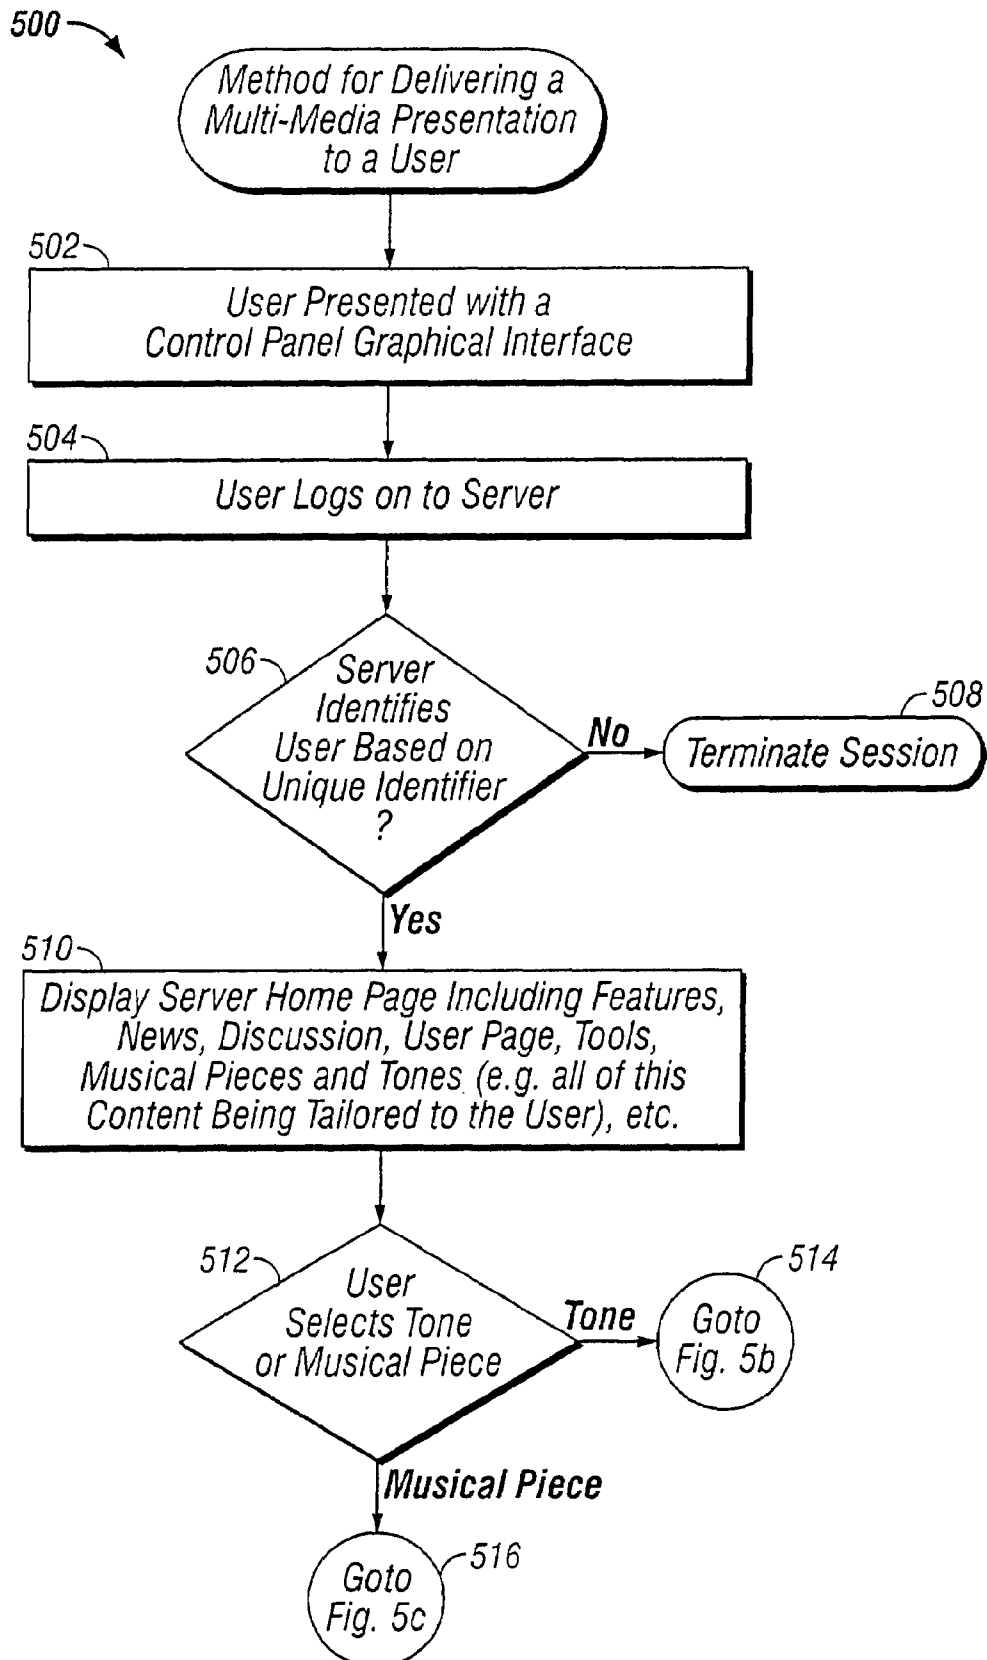 500
Method for Delivering a
Multi-Media Presentation
to a User
502
User Presented with a
Control Panel Graphical Interface
504
User Logs on to Server
506
Server
Identifies
User Based on
Unique Identifier
?
No
508
Terminate Session
Yes
510
Display Server Home Page Including Features,
News, Discussion, User Page, Tools,
Musical Pieces and Tones (e.g. all of this
Content Being Tailored to the User), etc.
512
User
Selects Tone
or Musical Piece
Tone
514
Goto
Fig. 5b
Musical Piece
516
Goto
Fig. 5c